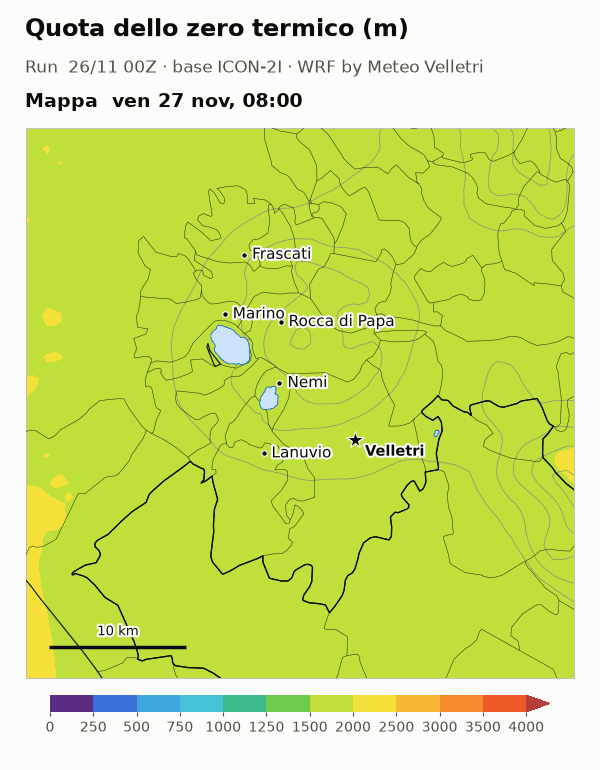 Quota dello zero termico (m)
Run  26/11 00Z · base ICON-2I · WRF by Meteo Velletri
Mappa  ven 27 nov, 08:00
Frascati
Marino
Rocca di Papa
Nemi
Velletri
Lanuvio
10 km
0 250 500 750 1000 1250 1500 2000 2500 3000 3500 4000